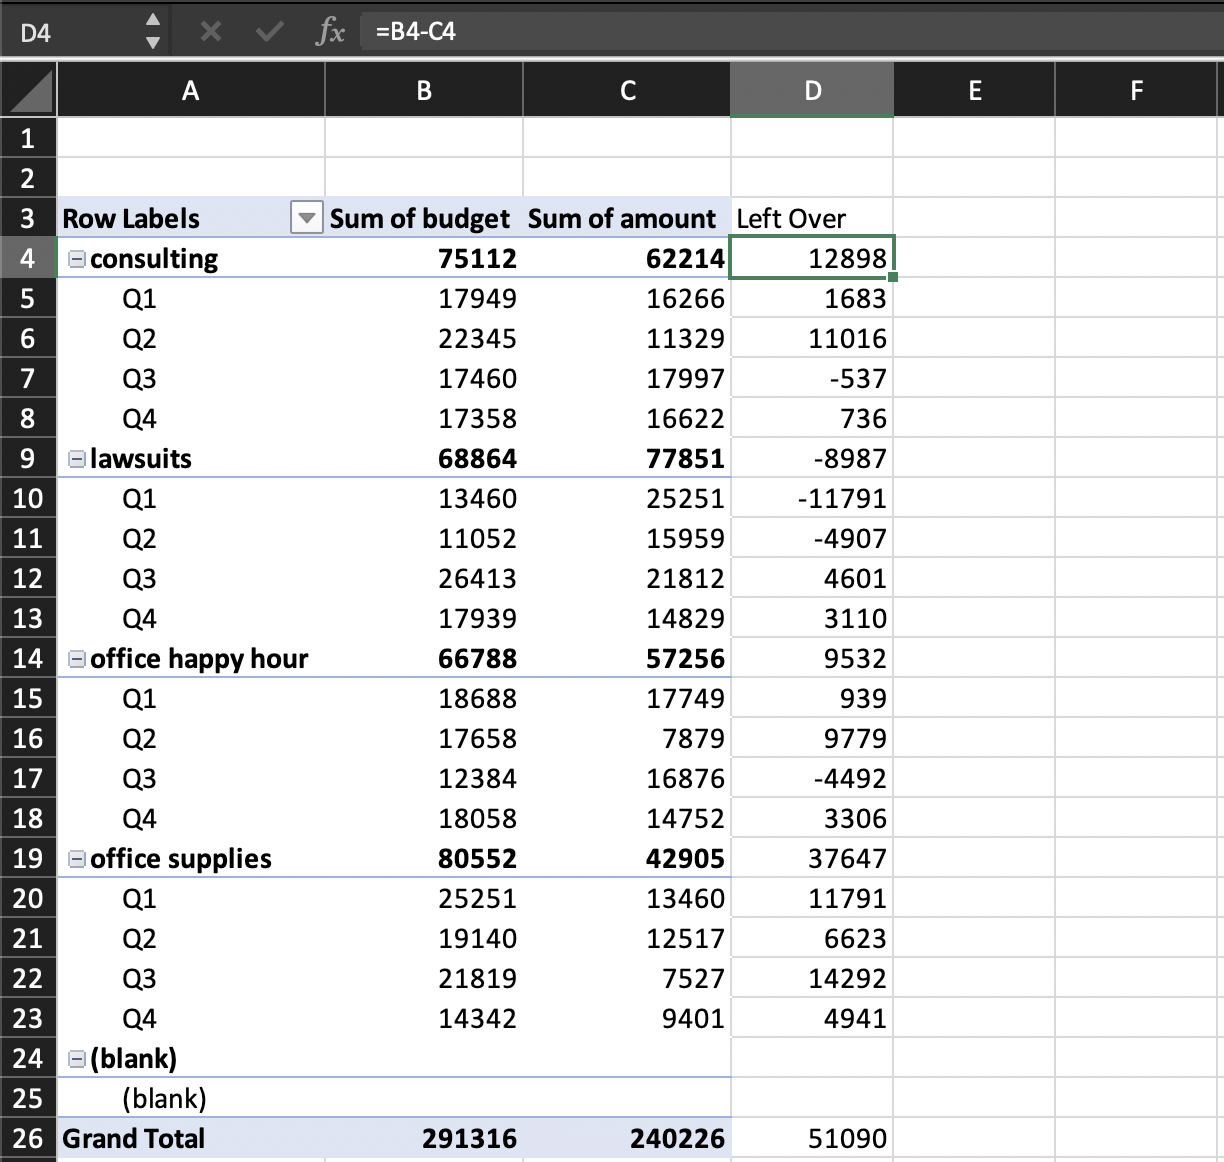 D4 fx =B4-C4
A B C D E F
1
2
3 Row Labels Sum of budget Sum of amount Left Over
4 consulting 75112 62214 12898
5 Q1 17949 16266 1683
6 Q2 22345 11329 11016
7 Q3 17460 17997 -537
8 Q4 17358 16622 736
9 lawsuits 68864 77851 -8987
10 Q1 13460 25251 -11791
11 Q2 11052 15959 -4907
12 Q3 26413 21812 4601
13 Q4 17939 14829 3110
14 office happy hour 66788 57256 9532
15 Q1 18688 17749 939
16 Q2 17658 7879 9779
17 Q3 12384 16876 -4492
18 Q4 18058 14752 3306
19 office supplies 80552 42905 37647
20 Q1 25251 13460 11791
21 Q2 19140 12517 6623
22 Q3 21819 7527 14292
23 Q4 14342 9401 4941
24 (blank)
25 (blank)
26 Grand Total 291316 240226 51090